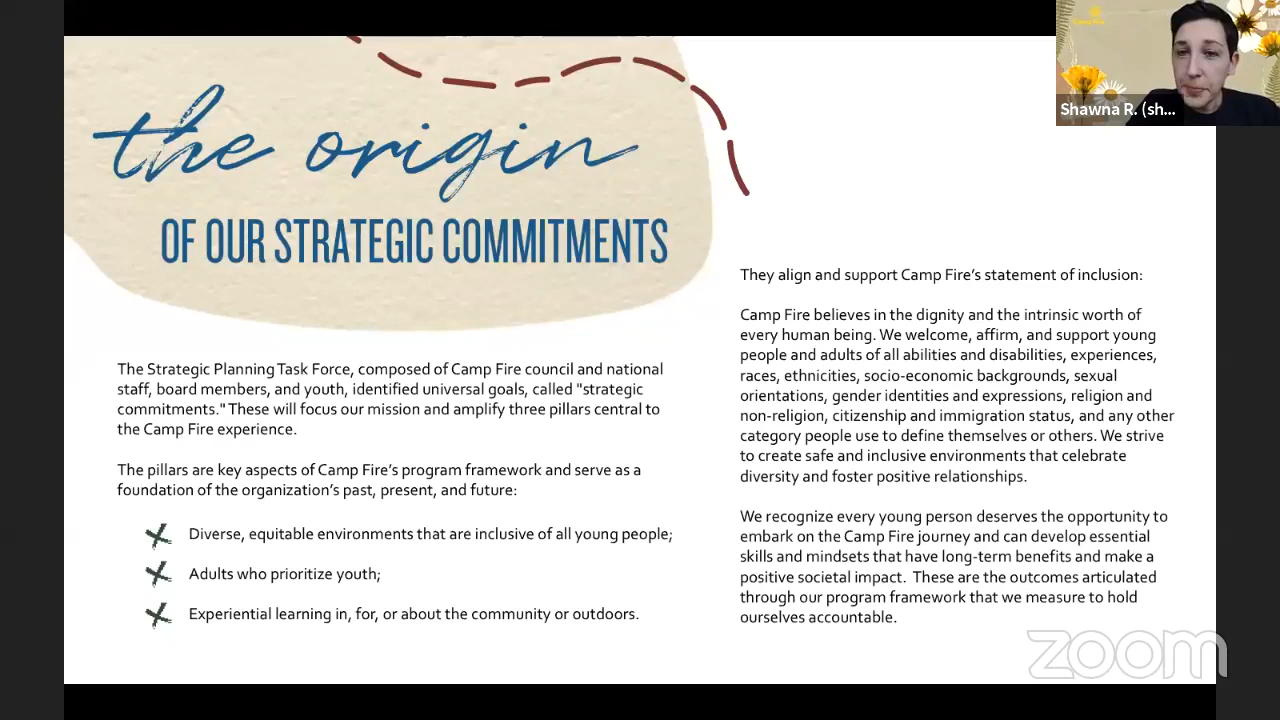 the origin
OF OUR STRATEGIC COMMITMENTS
The Strategic Planning Task Force, composed of Camp Fire council and national
staff, board members, and youth, identified universal goals, called "strategic
commitments." These will focus our mission and amplify three pillars central to
the Camp Fire experience.
The pillars are key aspects of Camp Fire's program framework and serve as a
foundation of the organization's past, present, and future:
Diverse, equitable environments that are inclusive of all young people;
Adults who prioritize youth;
Experiential learning in, for, or about the community or outdoors.
They align and support Camp Fire's statement of inclusion:
Camp Fire believes in the dignity and the intrinsic worth of
every human being. We welcome, affirm, and support young
people and adults of all abilities and disabilities, experiences,
races, ethnicities, socio-economic backgrounds, sexual
orientations, gender identities and expressions, religion and
non-religion, citizenship and immigration status, and any other
category people use to define themselves or others. We strive
to create safe and inclusive environments that celebrate
diversity and foster positive relationships.
We recognize every young person deserves the opportunity to
embark on the Camp Fire journey and can develop essential
skills and mindsets that have long-term benefits and make a
positive societal impact. These are the outcomes articulated
through our program framework that we measure to hold
ourselves accountable.
Shawna R. (sh...
zoom